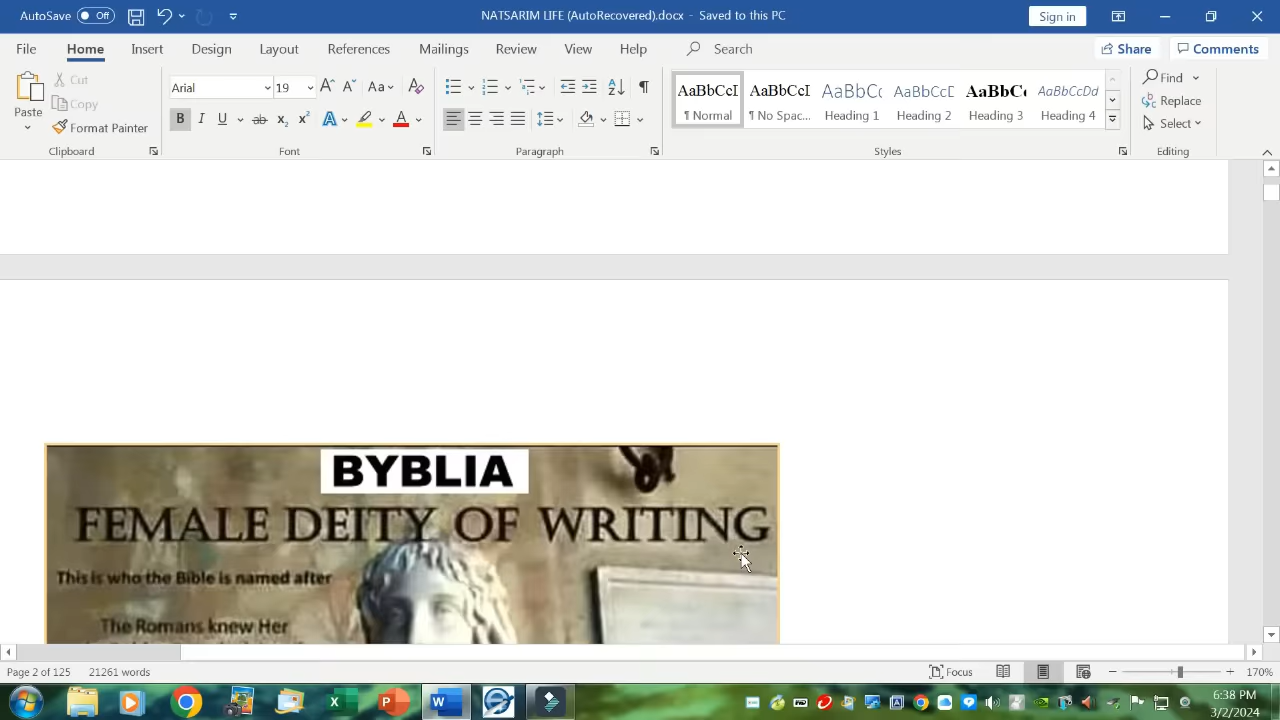 AutoSave Off NATSARIM LIFE (AutoRecovered).docx - Saved to this PC Sign in
File Home Insert Design Layout References Mailings Review View Help Search Share Comments
Paste
Cut
Copy
Format Painter
Clipboard
Arial 19
Font
Paragraph
AaBbCcI AaBbCcI AaBbCc AaBbCcD AaBbCc AaBbCcDd
¶ Normal ¶ No Spac... Heading 1 Heading 2 Heading 3 Heading 4
Styles
Find
Replace
Select
Editing
BYBLIA
FEMALE DEITY OF WRITING
This is who the Bible is named after
The Romans knew Her
Page 2 of 125 21261 words Focus 170%
6:38 PM
3/2/2024